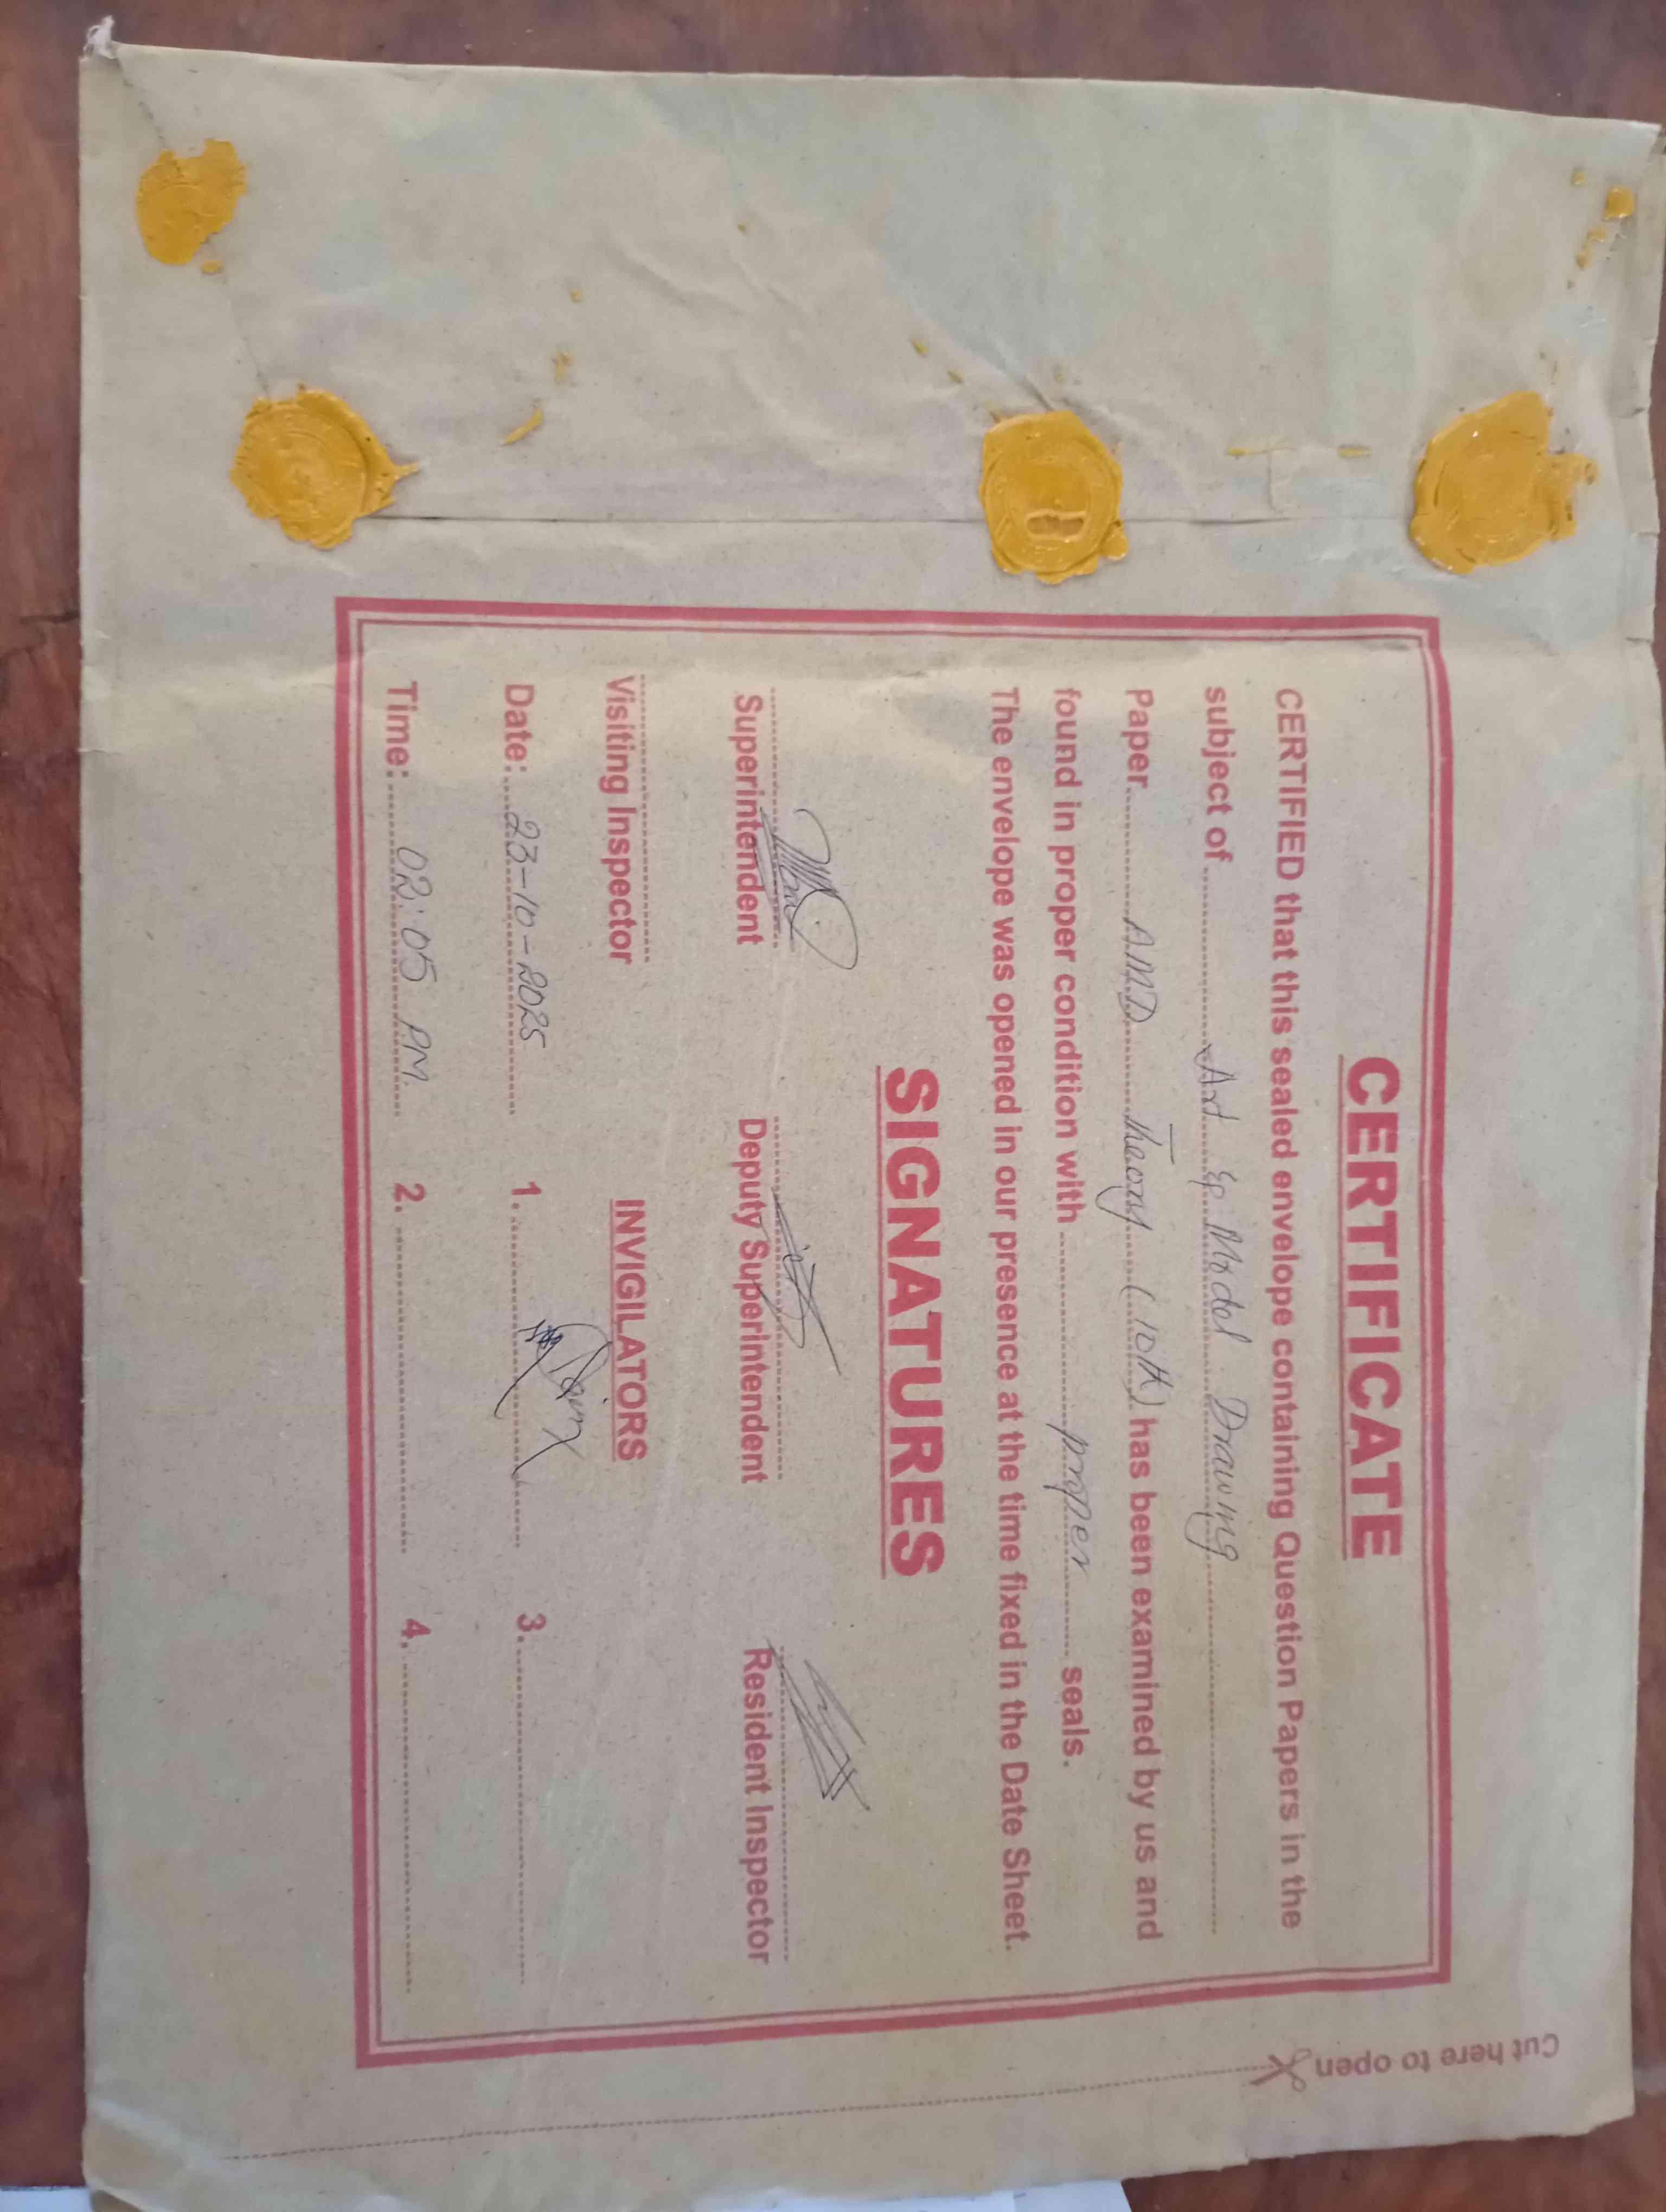 CERTIFICATE
CERTIFIED that this sealed envelope containing Question Papers in the
subject of Art & Model Drawing
Paper A.M.D Theory (10th) has been examined by us and
found in proper condition with proper seals.
The envelope was opened in our presence at the time fixed in the Date Sheet.
SIGNATURES
Superintendent Deputy Superintendent Resident Inspector
Visiting Inspector INVIGILATORS
Date: 23-10-2025 1. 3.
Time: 02:05 PM. 2. 4.
Cut here to open